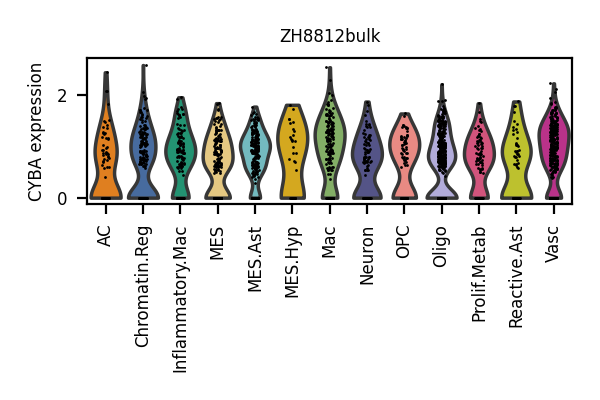 ZH8812bulk
CYBA expression
2
0
AC
Chromatin.Reg
Inflammatory.Mac
MES
MES.Ast
MES.Hyp
Mac
Neuron
OPC
Oligo
Prolif.Metab
Reactive.Ast
Vasc